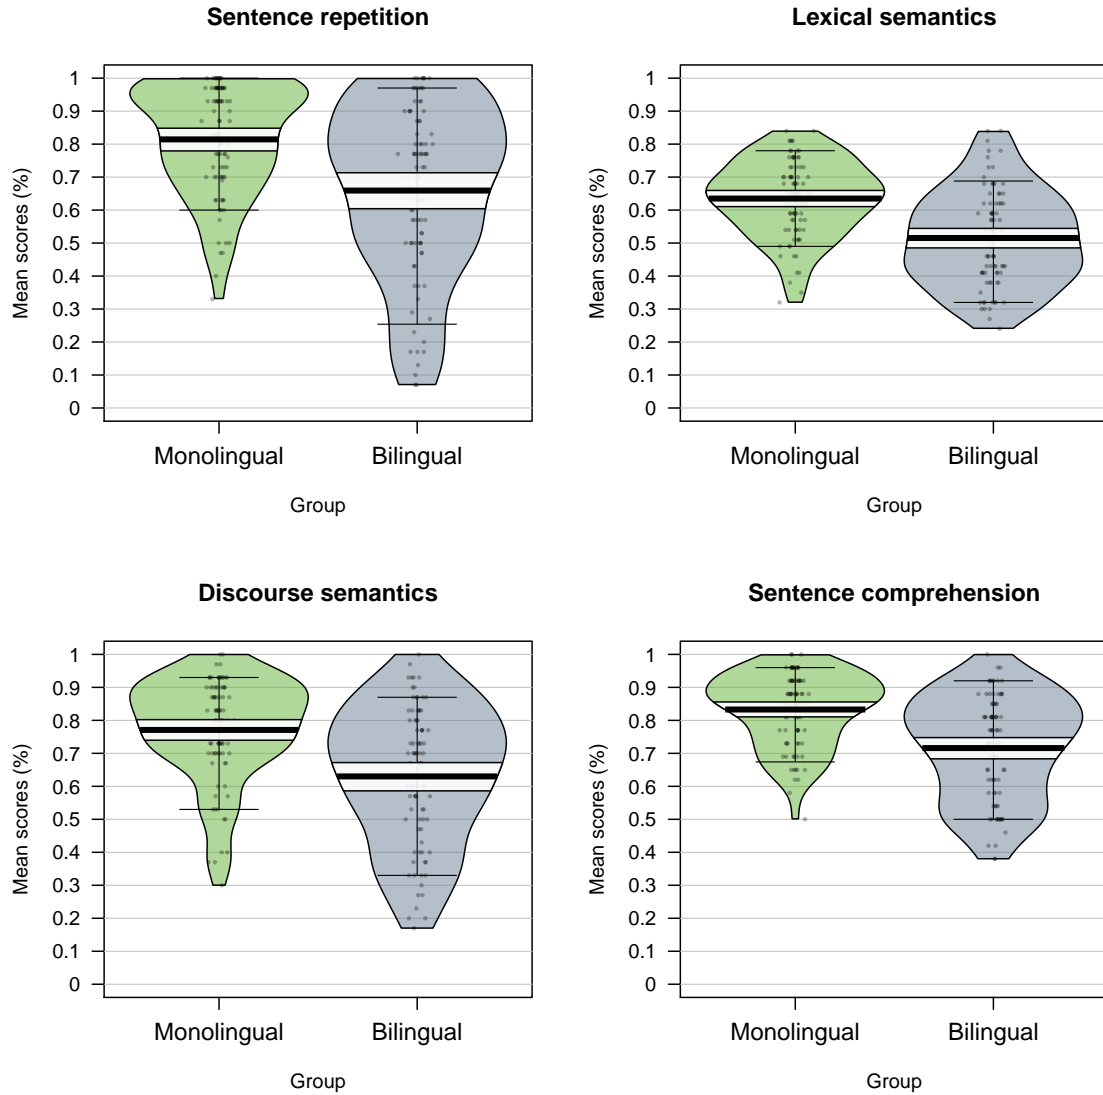 Sentence repetition
Mean scores (%)
1
0.9
0.8
0.7
0.6
0.5
0.4
0.3
0.2
0.1
0
Monolingual Bilingual
Group
Lexical semantics
Mean scores (%)
1
0.9
0.8
0.7
0.6
0.5
0.4
0.3
0.2
0.1
0
Monolingual Bilingual
Group
Discourse semantics
Mean scores (%)
1
0.9
0.8
0.7
0.6
0.5
0.4
0.3
0.2
0.1
0
Monolingual Bilingual
Group
Sentence comprehension
Mean scores (%)
1
0.9
0.8
0.7
0.6
0.5
0.4
0.3
0.2
0.1
0
Monolingual Bilingual
Group